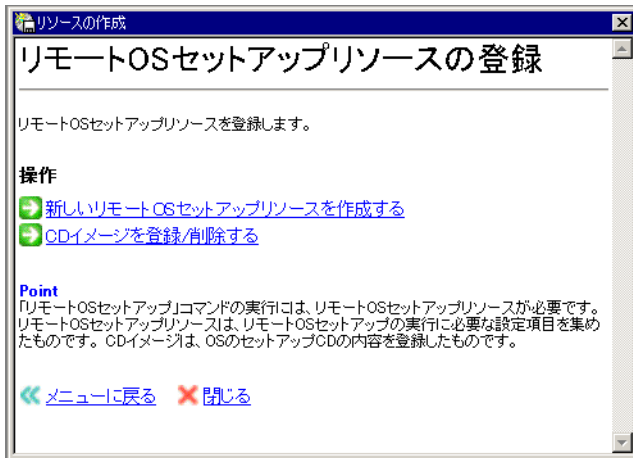 リソースの作成
リモートOSセットアップリソースの登録
リモートOSセットアップリソースを登録します。
操作
新しいリモートOSセットアップリソースを作成する
CDイメージを登録/削除する
Point
「リモートOSセットアップ」コマンドの実行には、リモートOSセットアップリソースが必要です。
リモートOSセットアップリソースは、リモートOSセットアップの実行に必要な設定項目を集め
たものです。CDイメージは、OSのセットアップCDの内容を登録したものです。
メニューに戻る 閉じる